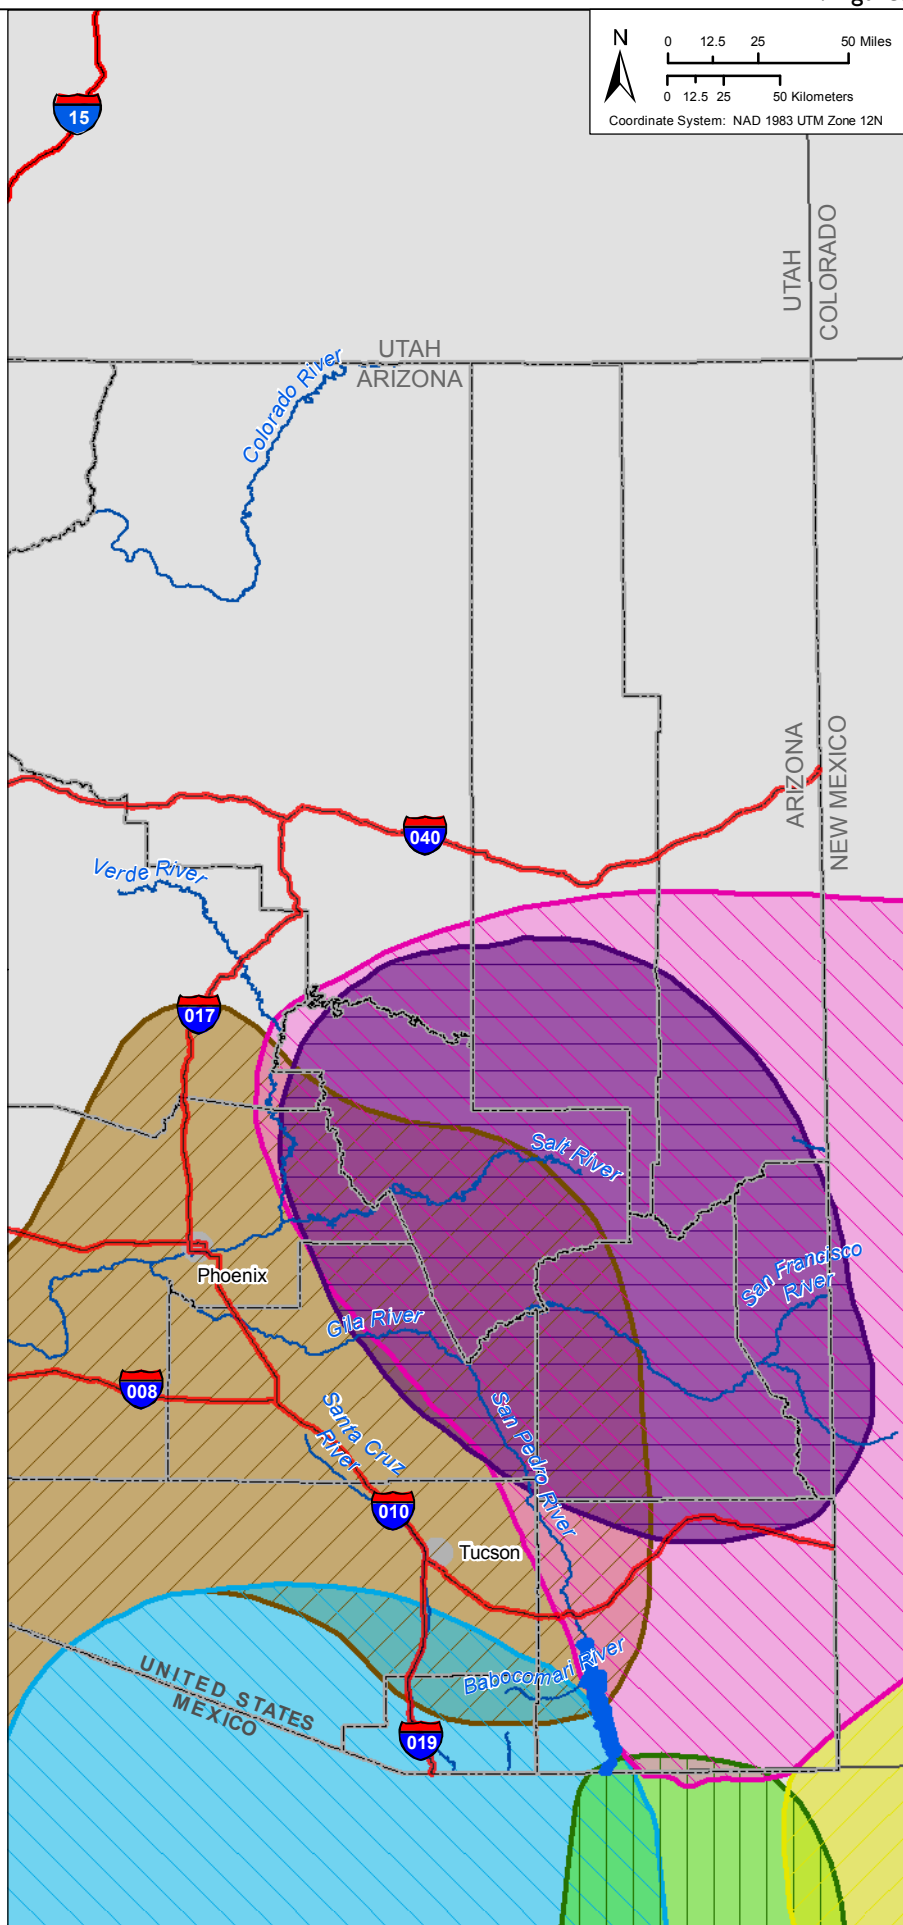 N
0 12.5 25 50 Miles
0 12.5 25 50 Kilometers
Coordinate System: NAD 1983 UTM Zone 12N
15
UTAH
COLORADO
UTAH
ARIZONA
Colorado River
ARIZONA
NEW MEXICO
040
Verde River
017
Salt River
San Francisco
River
Phoenix
Gila River
008
Santa Cruz
River
San Pedro River
010
Tucson
Babocomari River
UNITED STATES
MEXICO
019